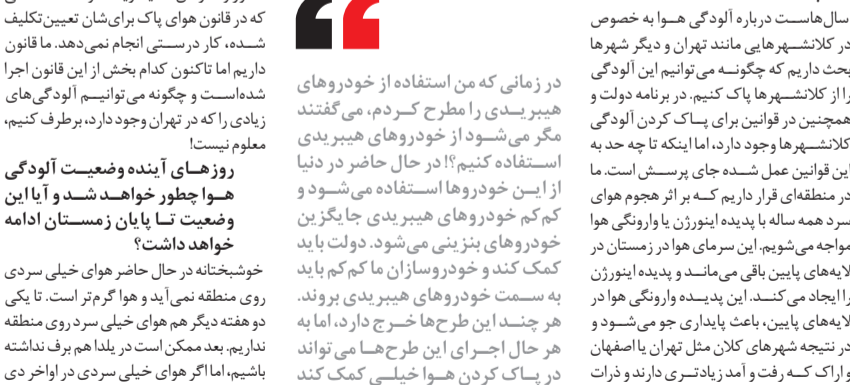 سال‌هاست درباره آلودگی هوا به خصوص
در کلانشهرهایی مانند تهران و دیگر شهرها
بحث داریم که چگونه می‌توانیم این آلودگی
را از کلانشهرها پاک کنیم. در برنامه دولت و
همچنین در قوانین برای پاک کردن آلودگی
کلانشهرها وجود دارد، اما اینکه تا چه حد به
این قوانین عمل شده جای پرسش است. ما
در منطقه‌ای قرار داریم که بر اثر هجوم هوای
سرد همه ساله با پدیده اینورژن یا وارونگی هوا
مواجه می‌شویم. این سرمای هوا در زمستان در
لایه‌های پایین باقی می‌ماند و پدیده اینورژن
را ایجاد می‌کند. این پدیده وارونگی هوا در
لایه‌های پایین، باعث پایداری جو می‌شود و
در نتیجه شهرهای کلان مثل تهران یا اصفهان
و اراک که رفت و آمد زیادتری دارند و ذرات
در زمانی که من استفاده از خودروهای
هیبریدی را مطرح کردم، می‌گفتند
مگر می‌شود از خودروهای هیبریدی
استفاده کنیم؟! در حال حاضر در دنیا
از این خودروها استفاده می‌شود و
کم کم خودروهای هیبریدی جایگزین
خودروهای بنزینی می‌شود. دولت باید
کمک کند و خودروسازان ما کم کم باید
به سمت خودروهای هیبریدی بروند.
هر چند این طرح‌ها خرج دارد، اما به
هر حال اجرای این طرح‌ها می تواند
در پاک کردن هوا خیلی کمک کند
که در قانون هوای پاک برای‌شان تعیین‌تکلیف
شده، کار درستی انجام نمی‌دهد. ما قانون
داریم اما تاکنون کدام بخش از این قانون اجرا
شده‌است و چگونه می‌توانیم آلودگی‌های
زیادی را که در تهران وجود دارد، برطرف کنیم،
معلوم نیست!
روزهای آینده وضعیت آلودگی
هوا چطور خواهد شد و آیا این
وضعیت تا پایان زمستان ادامه
خواهد داشت؟
خوشبختانه در حال حاضر هوای خیلی سردی
روی منطقه نمی‌آید و هوا گرم‌تر است. تا یکی
دو هفته دیگر هم هوای خیلی سرد روی منطقه
نداریم. بعد ممکن است در یلدا هم برف نداشته
باشیم، اما اگر هوای خیلی سردی در اواخر دی